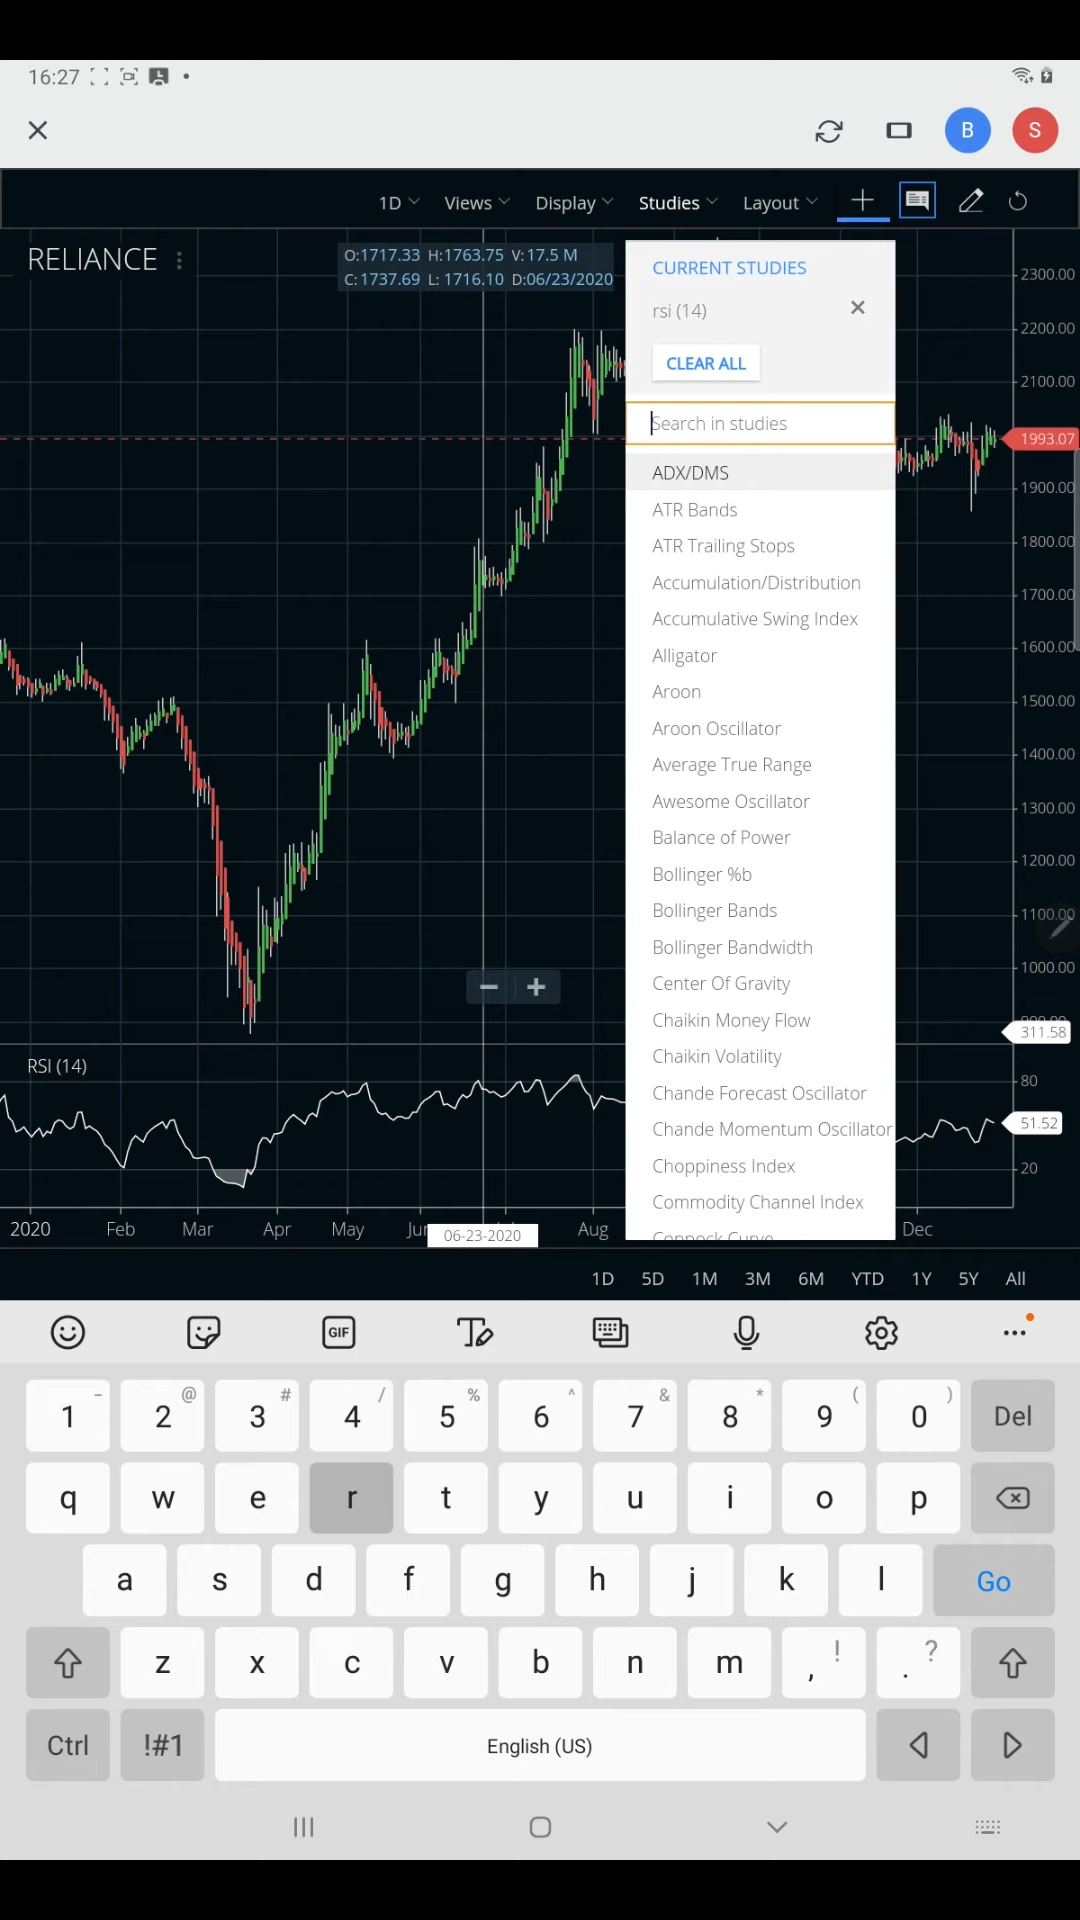 16:27
B S
1D Views Display Studies Layout
RELIANCE
O:1717.33 H:1763.75 V:17.5 M
C:1737.69 L: 1716.10 D:06/23/2020
CURRENT STUDIES
rsi (14)
CLEAR ALL
Search in studies
ADX/DMS
ATR Bands
ATR Trailing Stops
Accumulation/Distribution
Accumulative Swing Index
Alligator
Aroon
Aroon Oscillator
Average True Range
Awesome Oscillator
Balance of Power
Bollinger %b
Bollinger Bands
Bollinger Bandwidth
Center Of Gravity
Chaikin Money Flow
Chaikin Volatility
Chande Forecast Oscillator
Chande Momentum Oscillator
Choppiness Index
Commodity Channel Index
Coppock Curve
2300.00
2200.00
2100.00
1993.07
1900.00
1800.00
1700.00
1600.00
1500.00
1400.00
1300.00
1200.00
1100.00
1000.00
900.00
311.58
RSI (14)
80
51.52
20
2020 Feb Mar Apr May Aug Dec
06-23-2020
1D 5D 1M 3M 6M YTD 1Y 5Y All
GIF
1 - 2 @ 3 # 4 / 5 % 6 ^ 7 & 8 * 9 ( 0 ) Del
q w e r t y u i o p
a s d f g h j k l Go
z x c v b n m , ! . ?
Ctrl !#1 English (US)